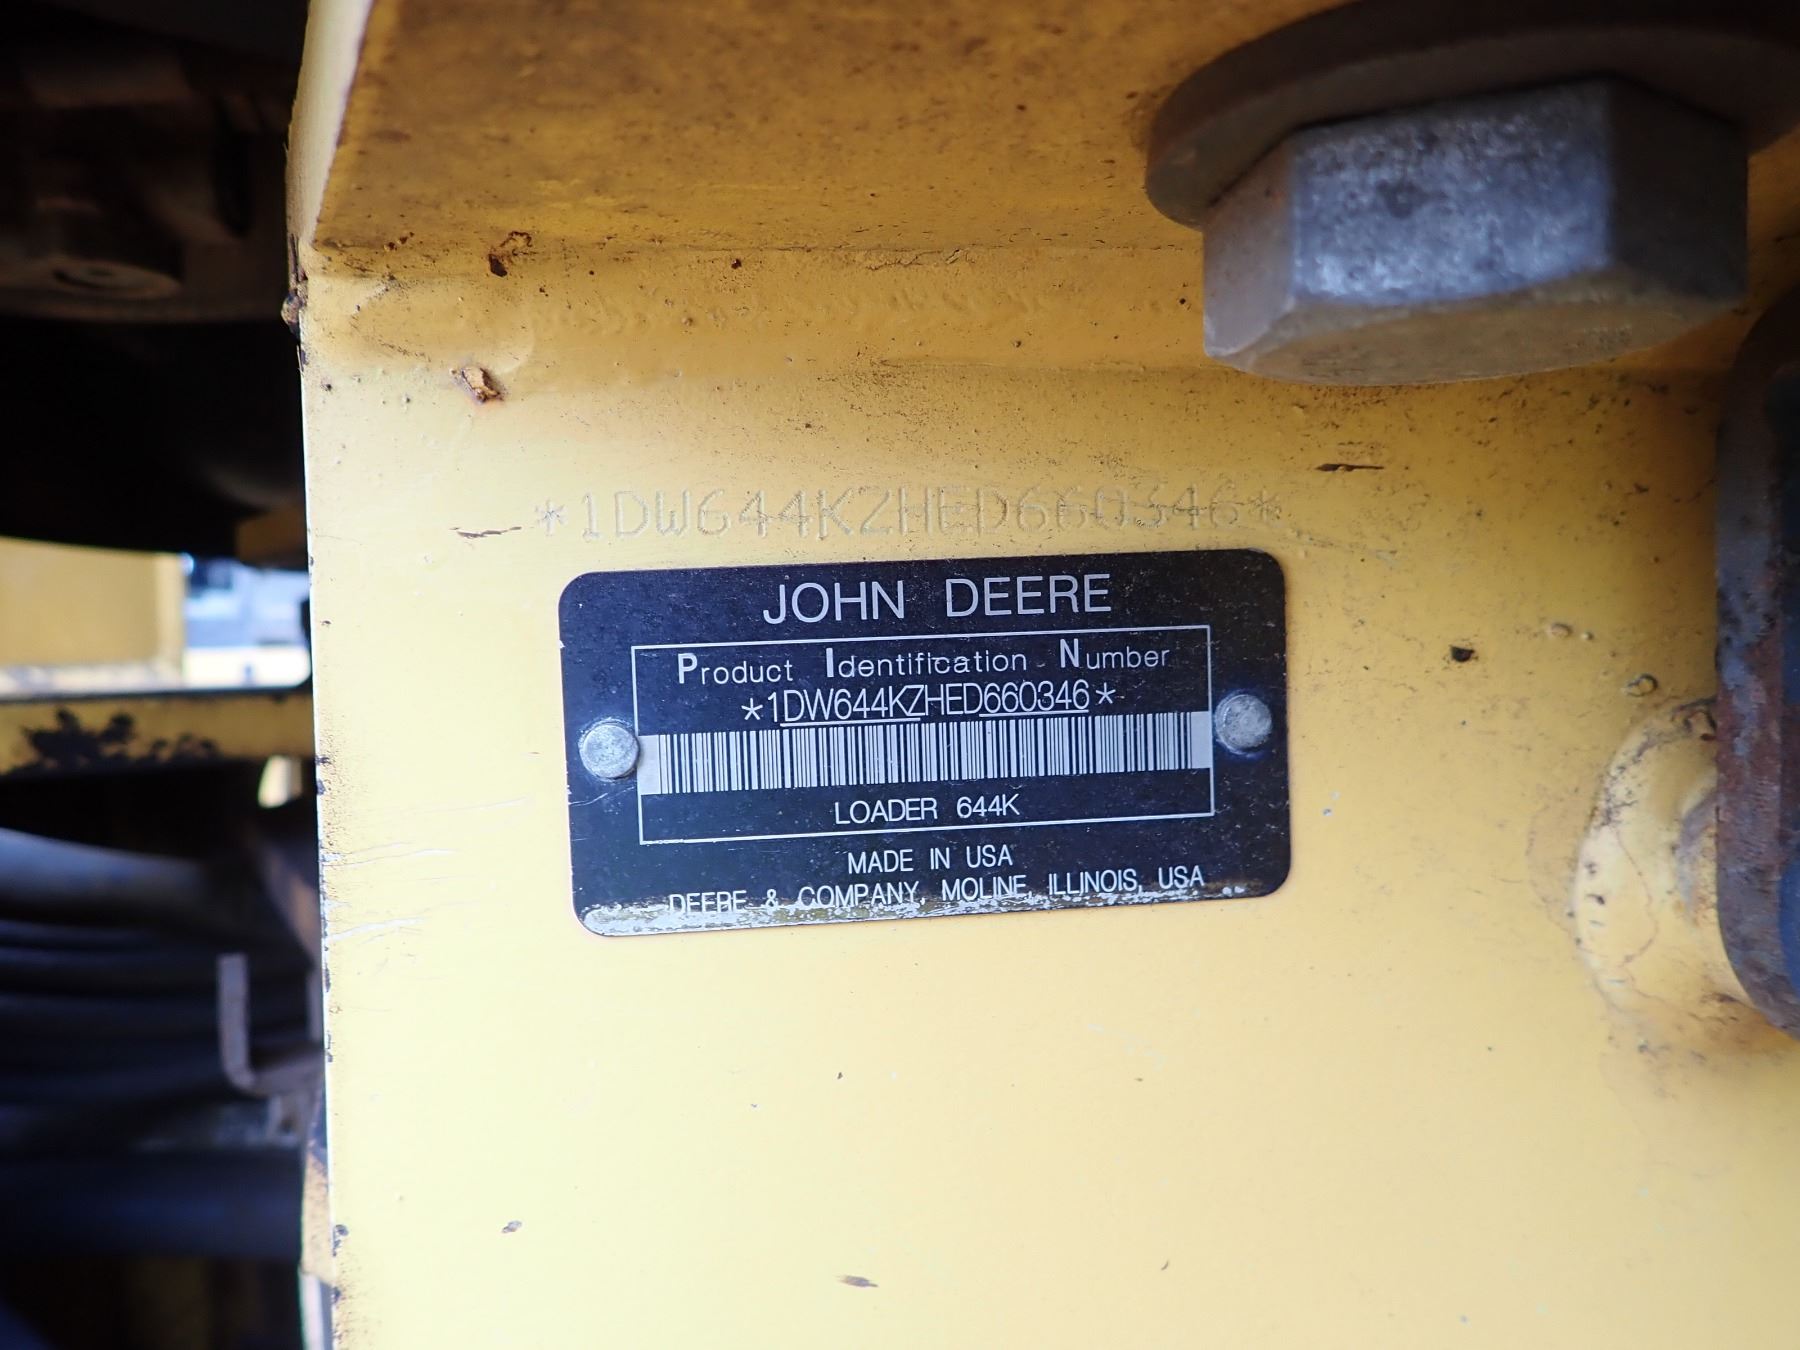 *1DW644KZHED660346*
JOHN DEERE
Product Identification Number
*1DW644KZHED660346*
LOADER 644K
MADE IN USA
DEERE & COMPANY, MOLINE, ILLINOIS, USA